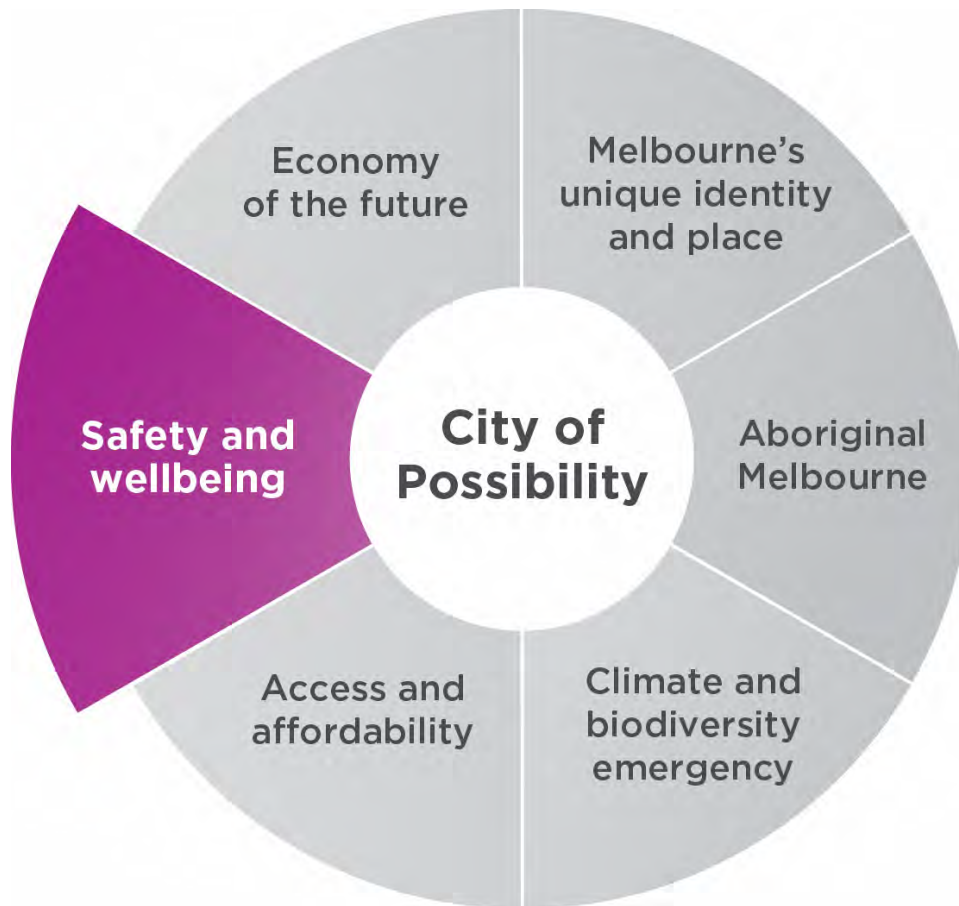 Economy
of the future
Melbourne’s
unique identity
and place
Safety and
wellbeing
City of
Possibility
Aboriginal
Melbourne
Access and
affordability
Climate and
biodiversity
emergency